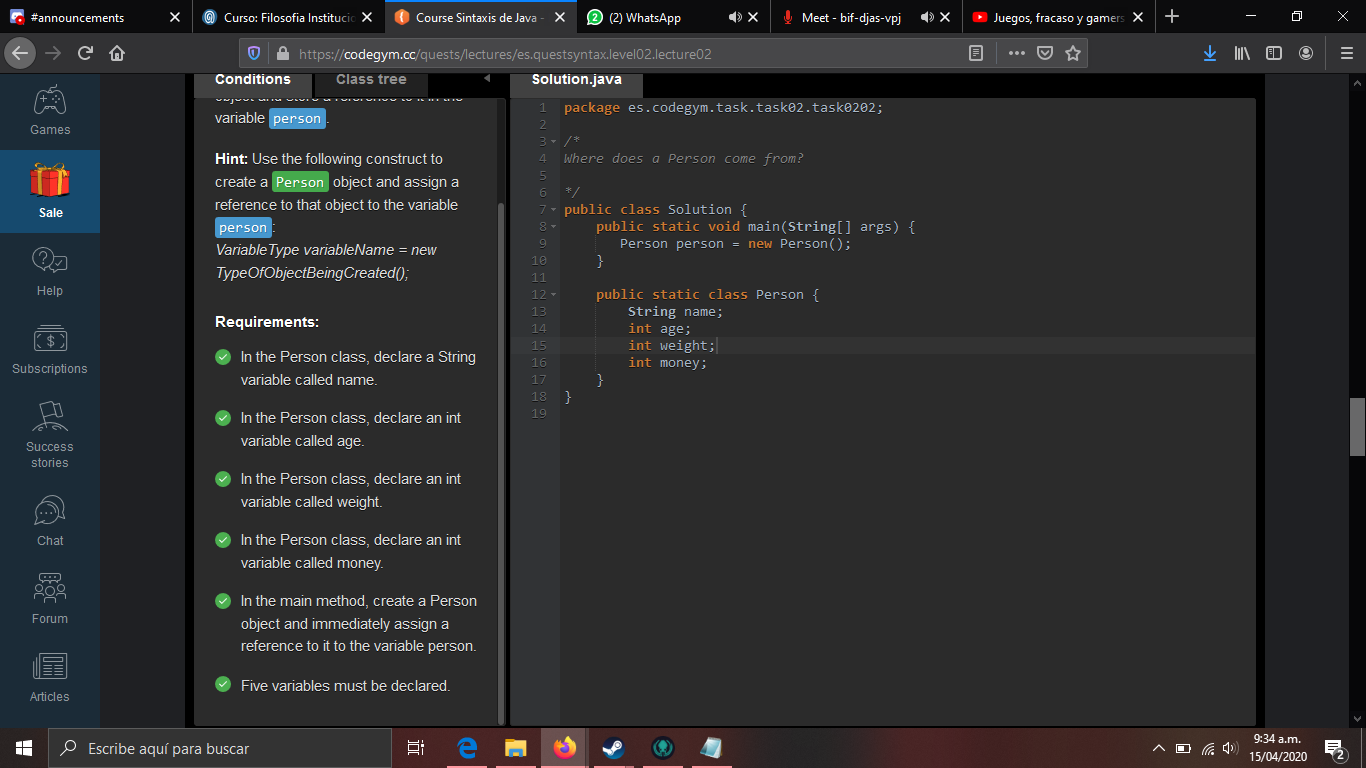 #announcements
Curso: Filosofia Instituci
Course Sintaxis de Java -
(2) WhatsApp
Meet - bif-djas-vpj
Juegos, fracaso y gamers
https://codegym.cc/quests/lectures/es.questsyntax.level02.lecture02
Games
Sale
Help
Subscriptions
Success
stories
Chat
Forum
Articles
Conditions
Class tree
object and store a reference to it in the
variable person.
Hint: Use the following construct to
create a Person object and assign a
reference to that object to the variable
person:
VariableType variableName = new
TypeOfObjectBeingCreated();
Requirements:
In the Person class, declare a String
variable called name.
In the Person class, declare an int
variable called age.
In the Person class, declare an int
variable called weight.
In the Person class, declare an int
variable called money.
In the main method, create a Person
object and immediately assign a
reference to it to the variable person.
Five variables must be declared.
Solution.java
1 package es.codegym.task.task02.task0202;
2
3 /*
4 Where does a Person come from?
5
6 */
7 public class Solution {
8 public static void main(String[] args) {
9 Person person = new Person();
10 }
11
12 public static class Person {
13 String name;
14 int age;
15 int weight;
16 int money;
17 }
18 }
19
Escribe aquí para buscar
9:34 a.m.
15/04/2020
2